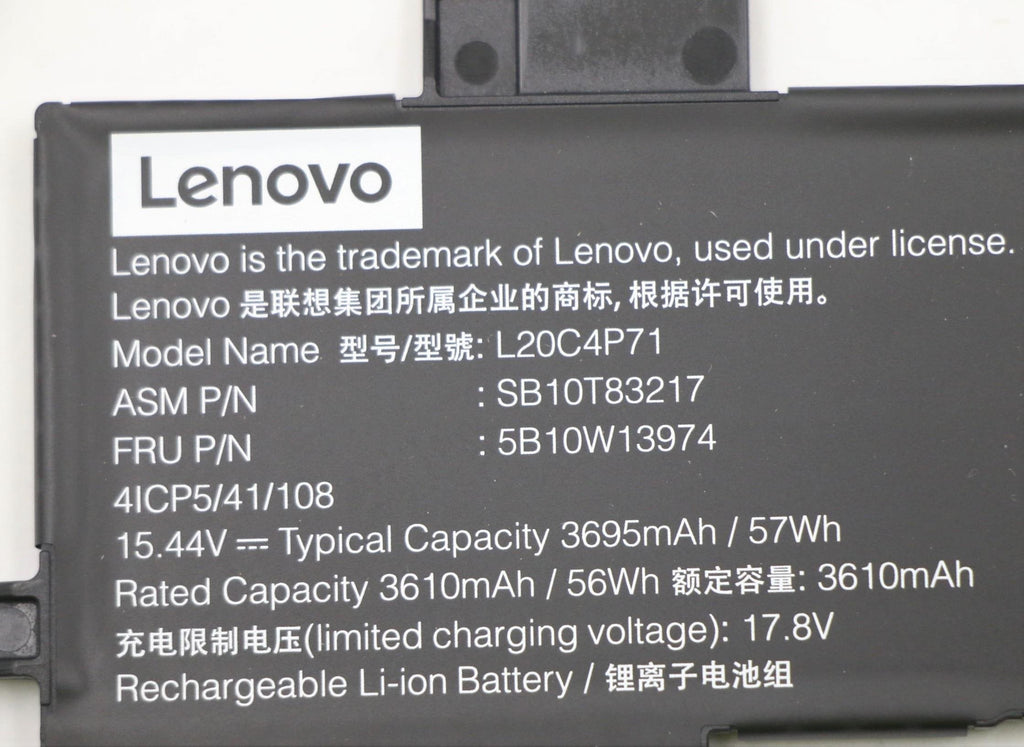 Lenovo
Lenovo is the trademark of Lenovo, used under license.
Lenovo 是联想集团所属企业的商标, 根据许可使用。
Model Name 型号/型號: L20C4P71
ASM P/N : SB10T83217
FRU P/N : 5B10W13974
4ICP5/41/108
15.44V ⎓ Typical Capacity 3695mAh / 57Wh
Rated Capacity 3610mAh / 56Wh 额定容量: 3610mAh
充电限制电压(limited charging voltage): 17.8V
Rechargeable Li-ion Battery / 锂离子电池组